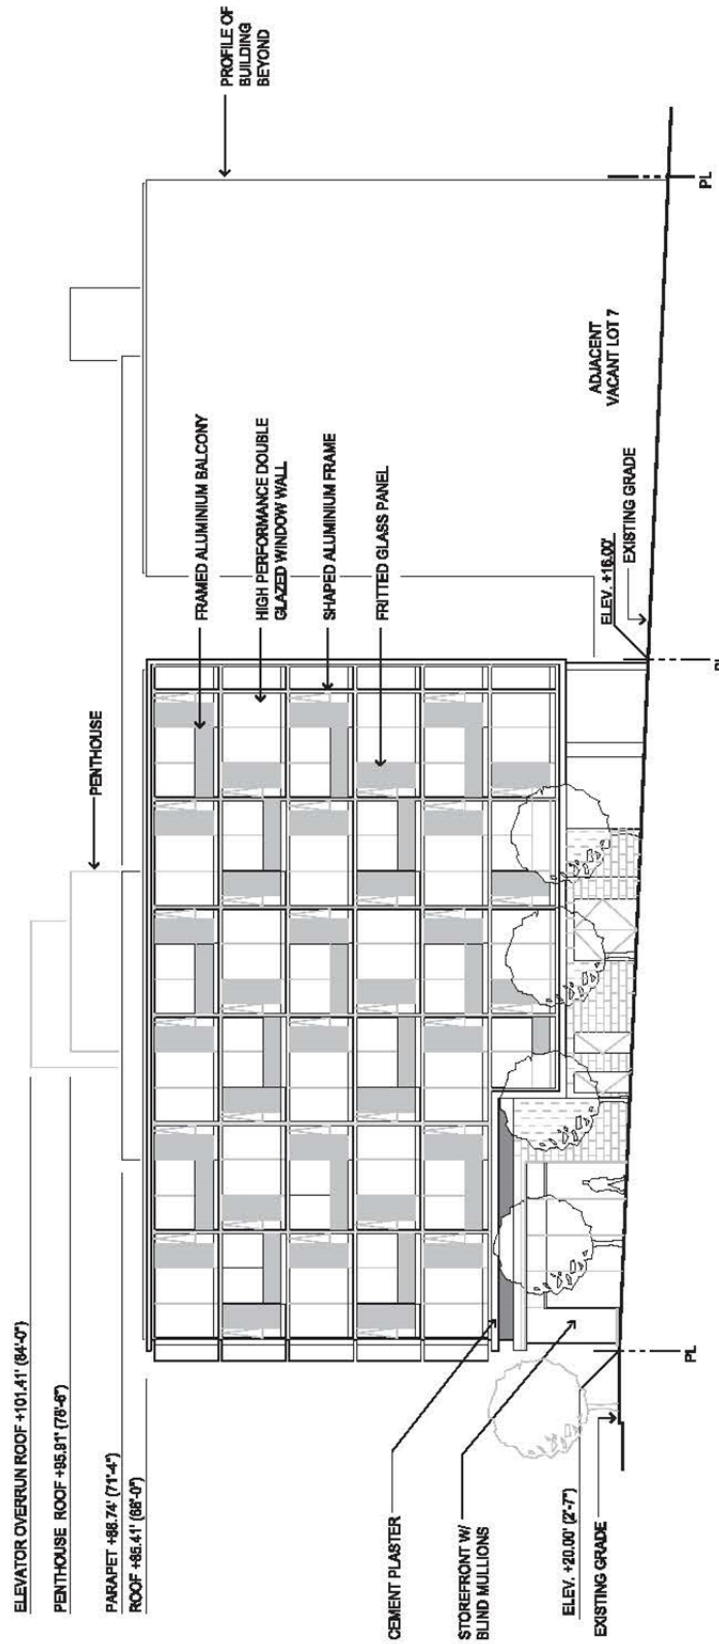 ELEVATOR OVERRUN ROOF +101.41' (84'-0")
PENTHOUSE ROOF +95.91' (78'-6")
PARAPET +88.74' (71'-4")
ROOF +85.41' (68'-0")
CEMENT PLASTER
STOREFRONT W/
BLIND MULLIONS
ELEV. +20.00' (2'-7")
EXISTING GRADE
PL
PENTHOUSE
FRAMED ALUMINIUM BALCONY
HIGH PERFORMANCE DOUBLE
GLAZED WINDOW WALL
SHAPED ALUMINIUM FRAME
FRITTED GLASS PANEL
ELEV. +16.00'
EXISTING GRADE
ADJACENT
VACANT LOT 7
PROFILE OF
BUILDING
BEYOND
PL